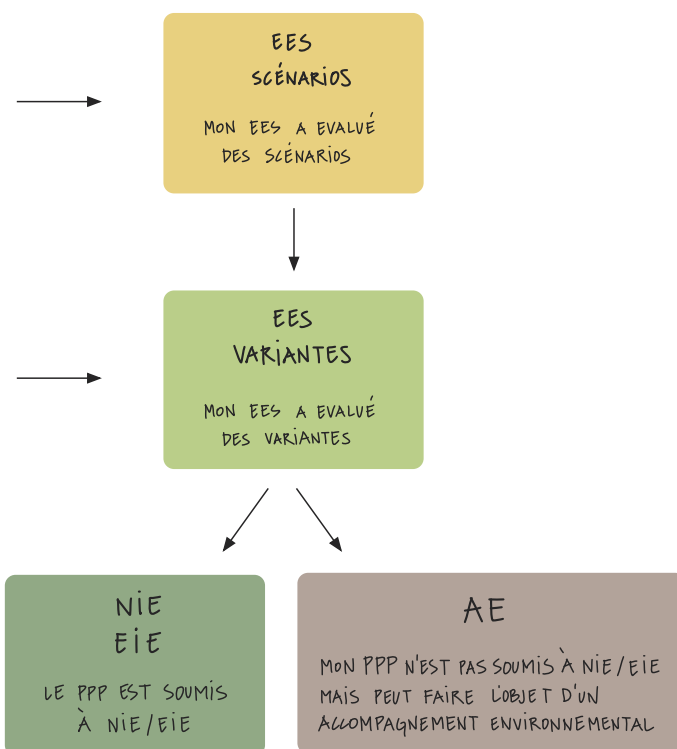 EES
SCÉNARiOS
MON EES A EVALUÉ
DES SCÉNARIOS
EES
VARiANTES
MON EES A EVALUÉ
DES VARIANTES
NiE
EiE
LE PPP EST SOUMIS
À NiE/EiE
AE
MON PPP N'EST PAS SOUMIS À NiE/EiE
MAIS PEUT FAIRE L'OBJET D'UN
ACCOMPAGNEMENT ENVIRONNEMENTAL